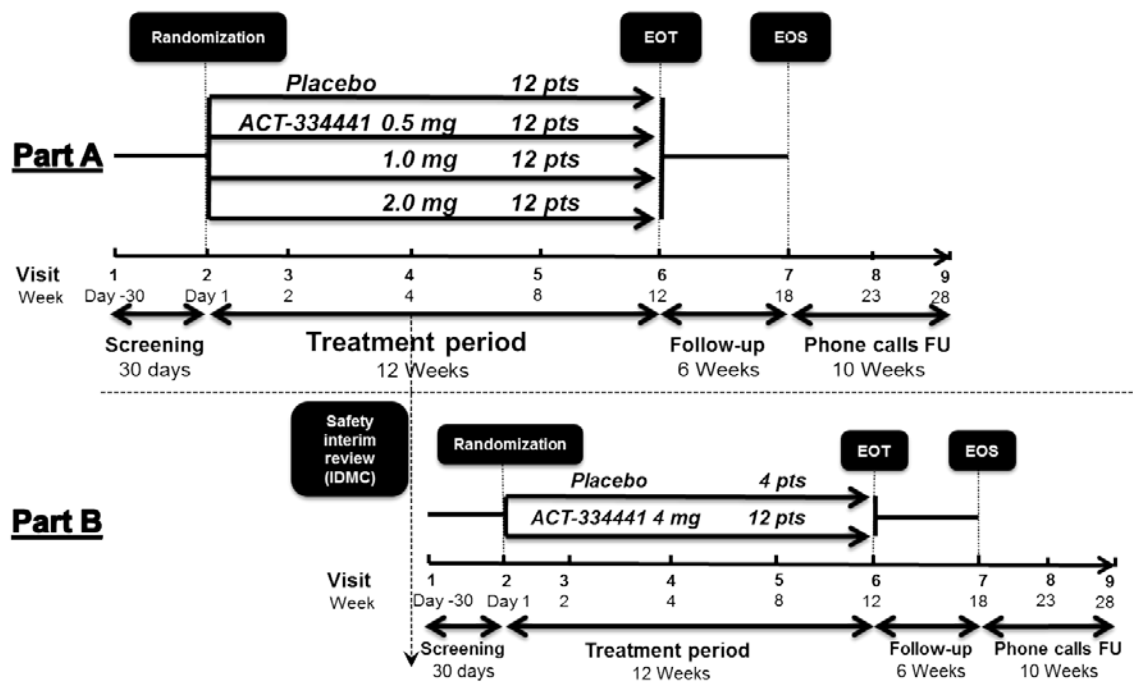 Randomization
EOT
EOS
Placebo 12 pts
ACT-334441 0.5 mg 12 pts
Part A
1.0 mg 12 pts
2.0 mg 12 pts
Visit 1 2 3 4 5 6 7 8 9
Week Day -30 Day 1 2 4 8 12 18 23 28
Screening Treatment period Follow-up Phone calls FU
30 days 12 Weeks 6 Weeks 10 Weeks
Safety
interim
review
(IDMC)
Randomization
EOT
EOS
Placebo 4 pts
Part B
ACT-334441 4 mg 12 pts
Visit 1 2 3 4 5 6 7 8 9
Week Day -30 Day 1 2 4 8 12 18 23 28
Screening Treatment period Follow-up Phone calls FU
30 days 12 Weeks 6 Weeks 10 Weeks